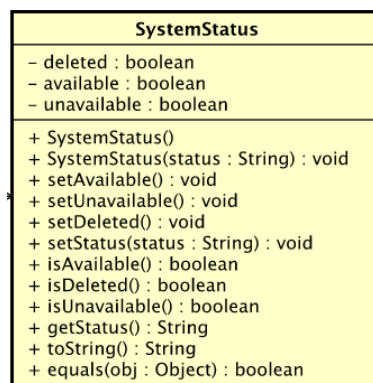 SystemStatus
- deleted : boolean
- available : boolean
- unavailable : boolean
+ SystemStatus()
+ SystemStatus(status : String) : void
+ setAvailable() : void
+ setUnavailable() : void
+ setDeleted() : void
+ setStatus(status : String) : void
+ isAvailable() : boolean
+ isDeleted() : boolean
+ isUnavailable() : boolean
+ getStatus() : String
+ toString() : String
+ equals(obj : Object) : boolean